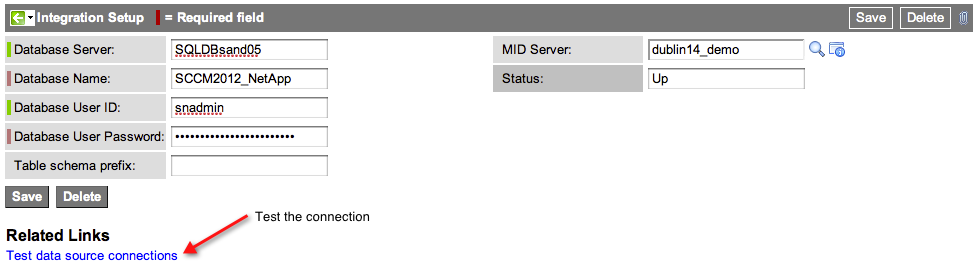 Integration Setup = Required field Save Delete
Database Server: SQLDBsand05 MID Server: dublin14_demo
Database Name: SCCM2012_NetApp Status: Up
Database User ID: snadmin
Database User Password: ••••••••••••••••••••••••
Table schema prefix:
Save Delete
Test the connection
Related Links
Test data source connections